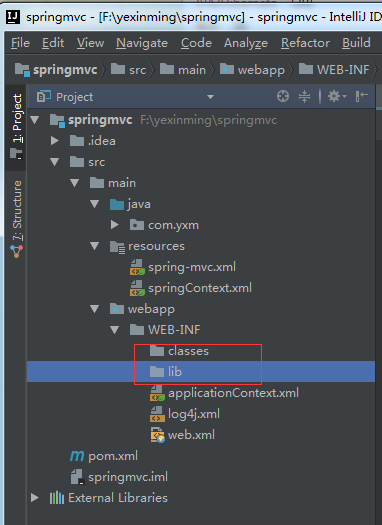 springmvc - [F:\yexinming\springmvc] - springmvc - IntelliJ ID
File Edit View Navigate Code Analyze Refactor Build
springmvc src main webapp WEB-INF
Project
springmvc F:\yexinming\springmvc
.idea
src
main
java
com.yxm
resources
spring-mvc.xml
springContext.xml
webapp
WEB-INF
classes
lib
applicationContext.xml
log4j.xml
web.xml
pom.xml
springmvc.iml
External Libraries
1: Project
7: Structure